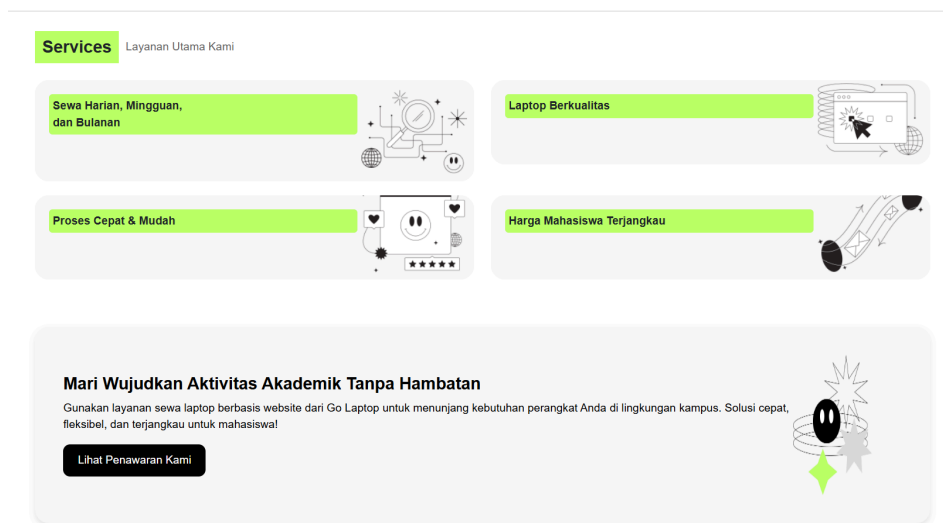 Services
Layanan Utama Kami
Sewa Harian, Mingguan,
dan Bulanan
Laptop Berkualitas
Proses Cepat & Mudah
Harga Mahasiswa Terjangkau
Mari Wujudkan Aktivitas Akademik Tanpa Hambatan
Gunakan layanan sewa laptop berbasis website dari Go Laptop untuk menunjang kebutuhan perangkat Anda di lingkungan kampus. Solusi cepat,
fleksibel, dan terjangkau untuk mahasiswa!
Lihat Penawaran Kami